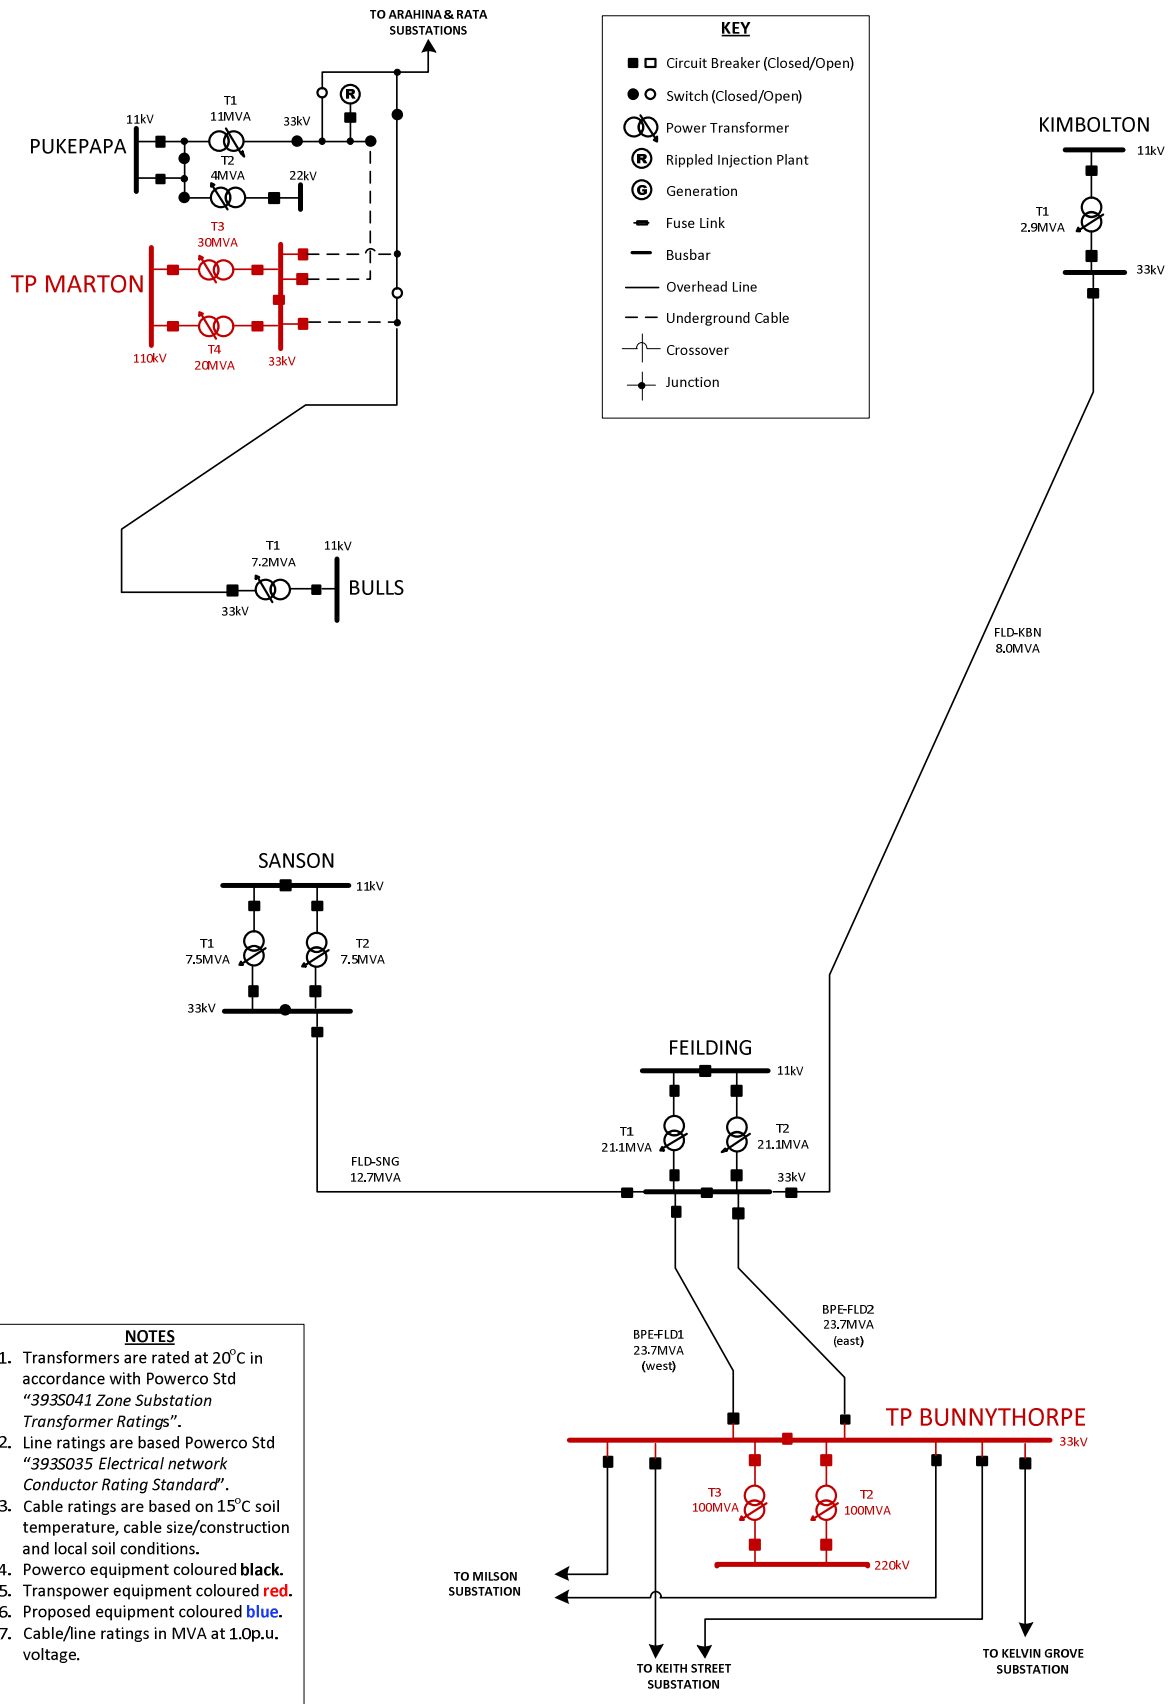 TO ARAHINA & RATA
SUBSTATIONS
R
T1
11MVA
33kV
11kV
PUKEPAPA
T2
4MVA
22kV
T3
30MVA
TP MARTON
T4
20MVA
110kV
33kV
KEY
Circuit Breaker (Closed/Open)
Switch (Closed/Open)
Power Transformer
R Rippled Injection Plant
G Generation
Fuse Link
Busbar
Overhead Line
Underground Cable
Crossover
Junction
KIMBOLTON
11kV
T1
2.9MVA
33kV
T1
7.2MVA
11kV
BULLS
33kV
FLD-KBN
8.0MVA
SANSON
11kV
T1
7.5MVA
T2
7.5MVA
33kV
FEILDING
11kV
T1
21.1MVA
T2
21.1MVA
33kV
FLD-SNG
12.7MVA
BPE-FLD1
23.7MVA
(west)
BPE-FLD2
23.7MVA
(east)
TP BUNNYTHORPE
33kV
T3
100MVA
T2
100MVA
220kV
TO MILSON
SUBSTATION
TO KEITH STREET
SUBSTATION
TO KELVIN GROVE
SUBSTATION
NOTES
1. Transformers are rated at 20°C in
accordance with Powerco Std
“393S041 Zone Substation
Transformer Ratings”.
2. Line ratings are based Powerco Std
“393S035 Electrical network
Conductor Rating Standard”.
3. Cable ratings are based on 15°C soil
temperature, cable size/construction
and local soil conditions.
4. Powerco equipment coloured black.
5. Transpower equipment coloured red.
6. Proposed equipment coloured blue.
7. Cable/line ratings in MVA at 1.0p.u.
voltage.